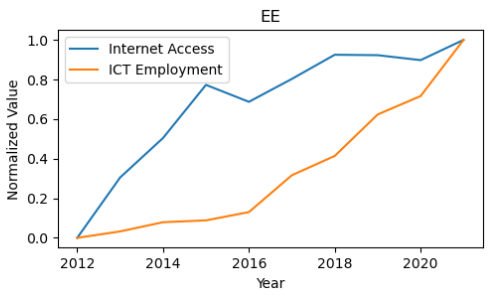 EE
Internet Access
ICT Employment
Normalized Value
1.0
0.8
0.6
0.4
0.2
0.0
2012 2014 2016 2018 2020
Year